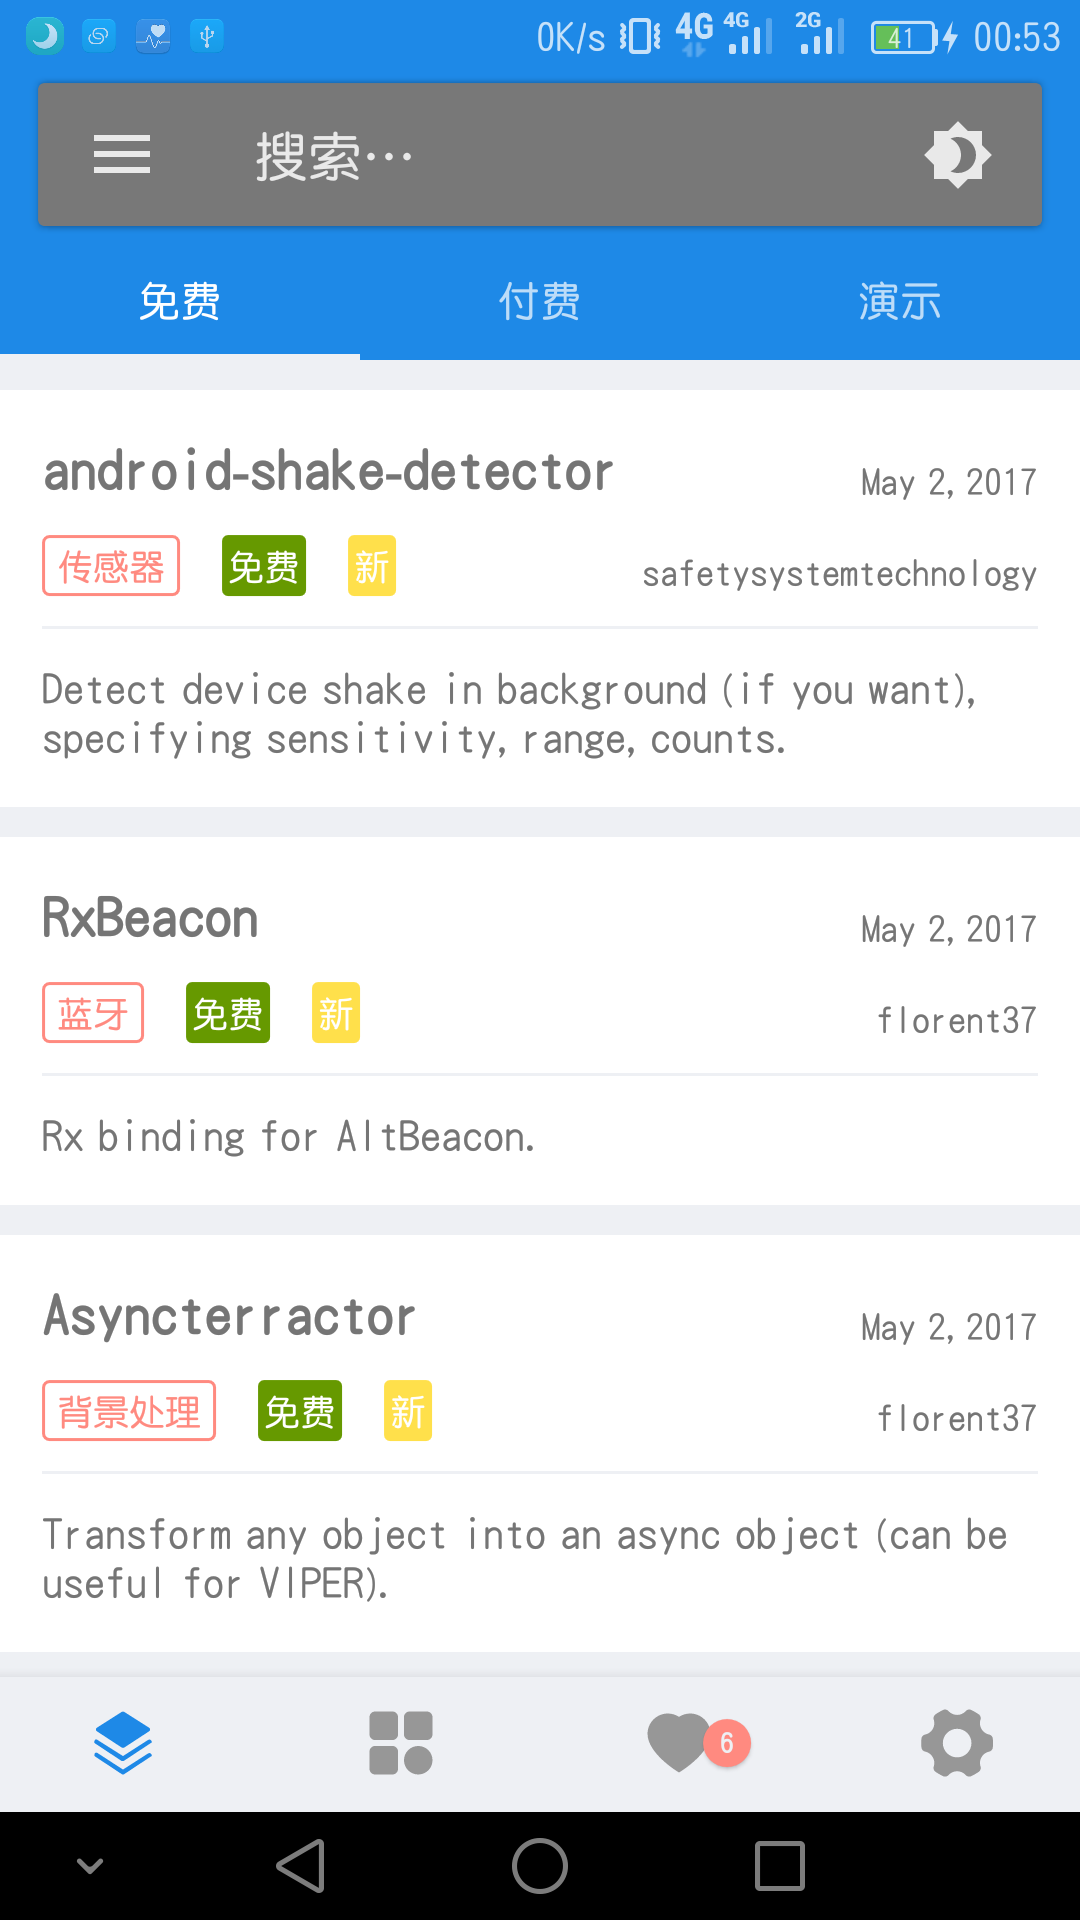 0K/s 4G 4G 2G 41 00:53
搜索…
免费 付费 演示
android-shake-detector May 2, 2017
传感器 免费 新 safetysystemtechnology
Detect device shake in background (if you want),
specifying sensitivity, range, counts.
RxBeacon May 2, 2017
蓝牙 免费 新 florent37
Rx binding for AltBeacon.
Asyncterractor May 2, 2017
背景处理 免费 新 florent37
Transform any object into an async object (can be
useful for VIPER).
6